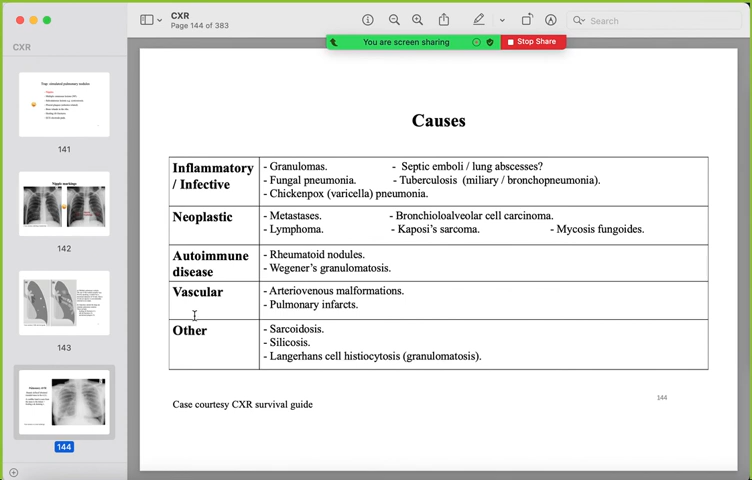 CXR
Page 144 of 383
Search
You are screen sharing
Stop Share
CXR
141
Nipple markings
142
143
144
Causes
Inflammatory / Infective
- Granulomas. - Septic emboli / lung abscesses?
- Fungal pneumonia. - Tuberculosis (miliary / bronchopneumonia).
- Chickenpox (varicella) pneumonia.
Neoplastic
- Metastases. - Bronchioloalveolar cell carcinoma.
- Lymphoma. - Kaposi's sarcoma. - Mycosis fungoides.
Autoimmune disease
- Rheumatoid nodules.
- Wegener's granulomatosis.
Vascular
- Arteriovenous malformations.
- Pulmonary infarcts.
Other
- Sarcoidosis.
- Silicosis.
- Langerhans cell histiocytosis (granulomatosis).
144
Case courtesy CXR survival guide